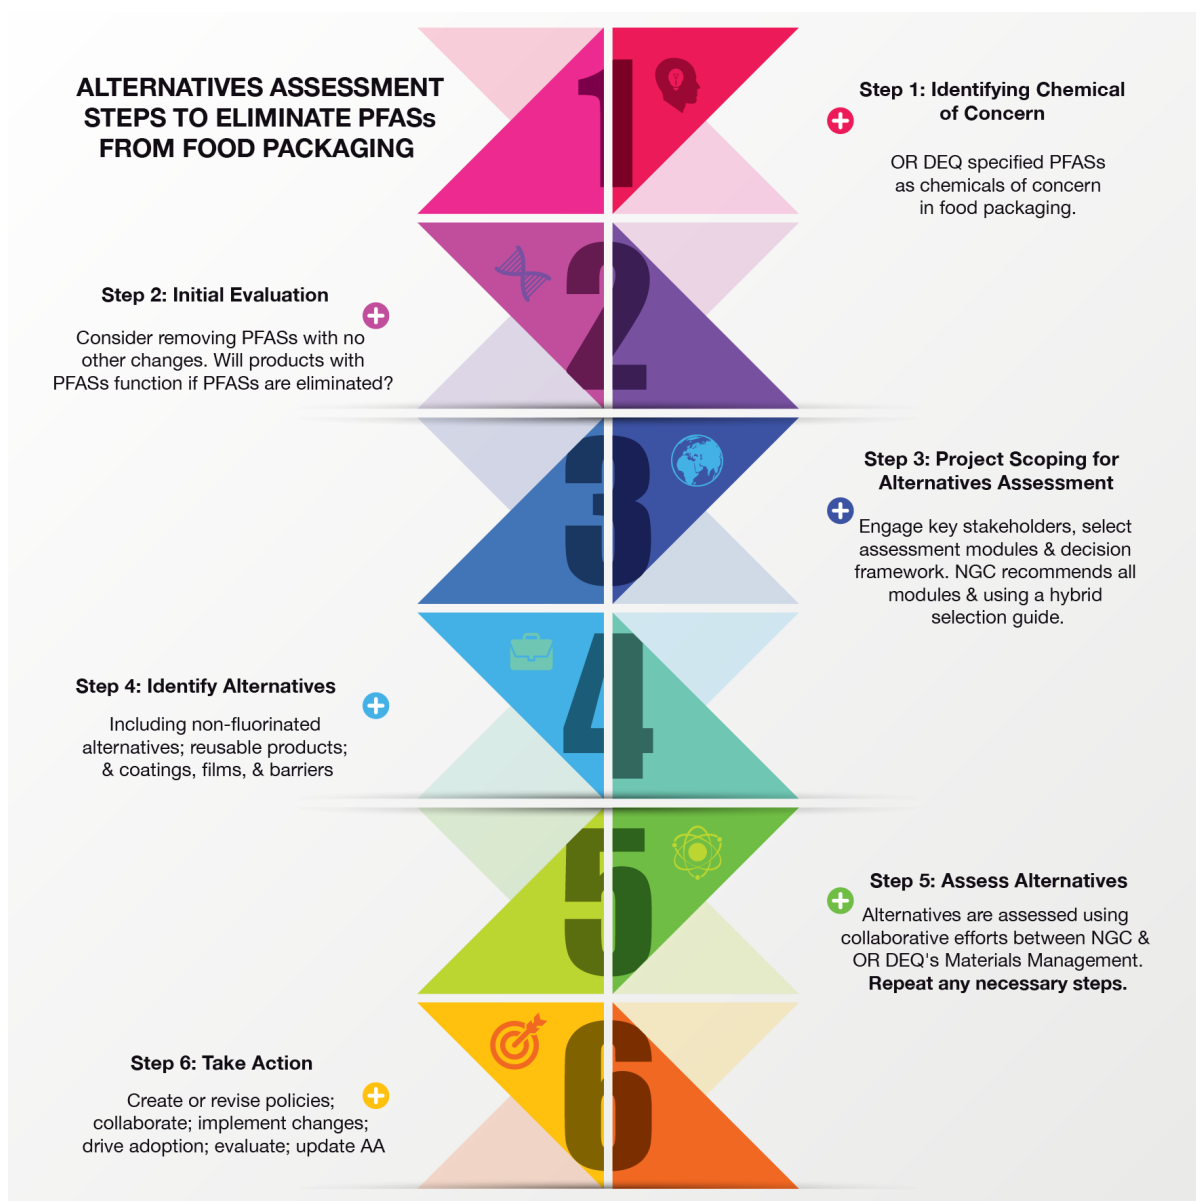 ALTERNATIVES ASSESSMENT
STEPS TO ELIMINATE PFASs
FROM FOOD PACKAGING
1
Step 1: Identifying Chemical
of Concern
OR DEQ specified PFASs
as chemicals of concern
in food packaging.
2
Step 2: Initial Evaluation
Consider removing PFASs with no
other changes. Will products with
PFASs function if PFASs are eliminated?
3
Step 3: Project Scoping for
Alternatives Assessment
Engage key stakeholders, select
assessment modules & decision
framework. NGC recommends all
modules & using a hybrid
selection guide.
4
Step 4: Identify Alternatives
Including non-fluorinated
alternatives; reusable products;
& coatings, films, & barriers
5
Step 5: Assess Alternatives
Alternatives are assessed using
collaborative efforts between NGC &
OR DEQ's Materials Management.
Repeat any necessary steps.
6
Step 6: Take Action
Create or revise policies;
collaborate; implement changes;
drive adoption; evaluate; update AA